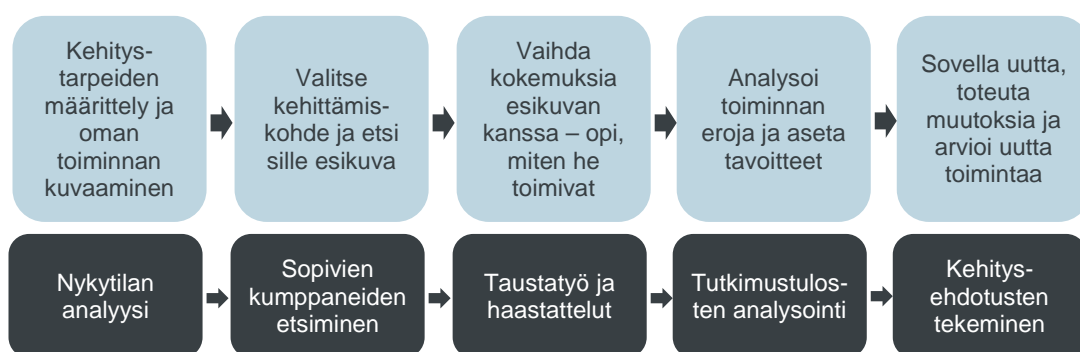 Kehitys-
tarpeiden
määrittely ja
oman
toiminnan
kuvaaminen
Valitse
kehittämis-
kohde ja etsi
sille esikuva
Vaihda
kokemuksia
esikuvan
kanssa – opi,
miten he
toimivat
Analysoi
toiminnan
eroja ja aseta
tavoitteet
Sovella uutta,
toteuta
muutoksia ja
arvioi uutta
toimintaa
Nykytilan
analyysi
Sopivien
kumppaneiden
etsiminen
Taustatyö ja
haastattelut
Tutkimustulos-
ten analysointi
Kehitys-
ehdotusten
tekeminen